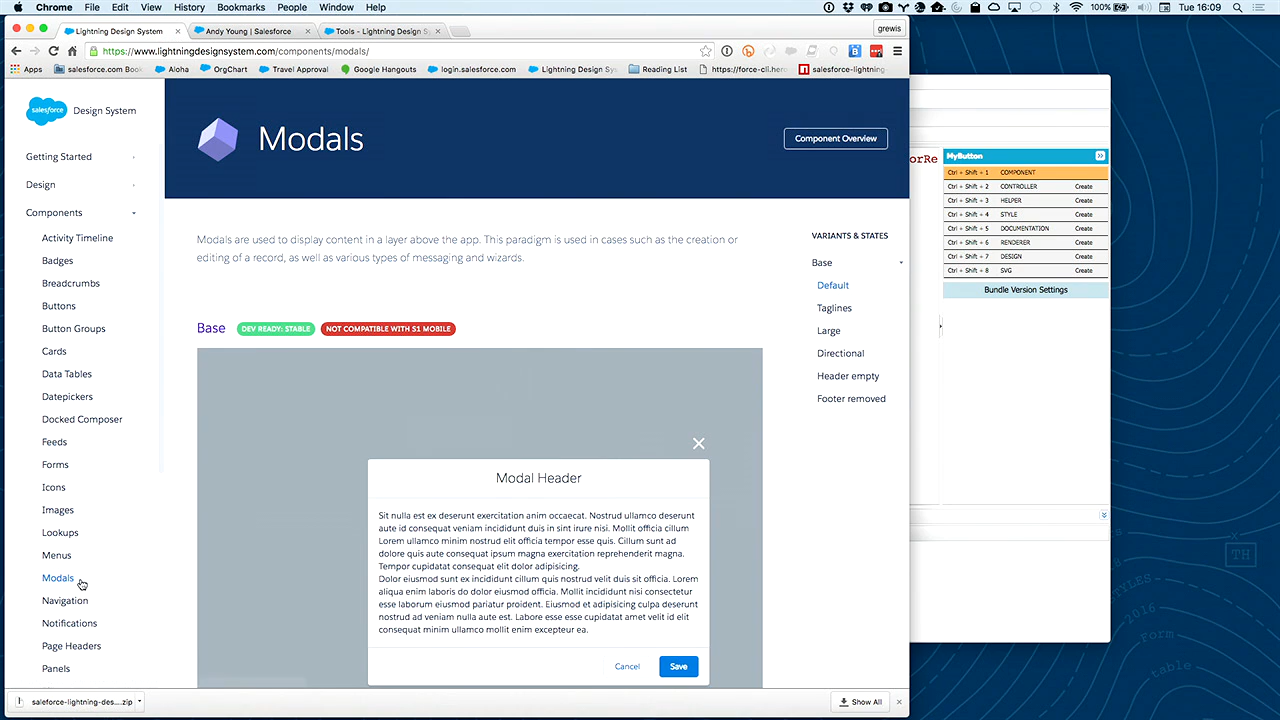 Chrome File Edit View History Bookmarks People Window Help
100% Tue 16:09
Lightning Design System
Andy Young | Salesforce
Tools - Lightning Design S
grewis
https://www.lightningdesignsystem.com/components/modals/
Apps
salesforce.com Book
Aloha
OrgChart
Travel Approval
Google Hangouts
login.salesforce.com
Lightning Design Sy
Reading List
https://force-cli.hero
salesforce-lightning
salesforce
Design System
Getting Started
Design
Components
Activity Timeline
Badges
Breadcrumbs
Buttons
Button Groups
Cards
Data Tables
Datepickers
Docked Composer
Feeds
Forms
Icons
Images
Lookups
Menus
Modals
Navigation
Notifications
Page Headers
Panels
Modals
Component Overview
Modals are used to display content in a layer above the app. This paradigm is used in cases such as the creation or
editing of a record, as well as various types of messaging and wizards.
Base
DEV READY: STABLE
NOT COMPATIBLE WITH S1 MOBILE
Modal Header
Sit nulla est ex deserunt exercitation anim occaecat. Nostrud ullamco deserunt
aute id consequat veniam incididunt duis in sint irure nisi. Mollit officia cillum
Lorem ullamco minim nostrud elit officia tempor esse quis. Cillum sunt ad
dolore quis aute consequat ipsum magna exercitation reprehenderit magna.
Tempor cupidatat consequat elit dolor adipisicing.
Dolor eiusmod sunt ex incididunt cillum quis nostrud velit duis sit officia. Lorem
aliqua enim laboris do dolor eiusmod officia. Mollit incididunt nisi consectetur
esse laborum eiusmod pariatur proident. Eiusmod et adipisicing culpa deserunt
nostrud ad veniam nulla aute est. Labore esse esse cupidatat amet velit id elit
consequat minim ullamco mollit enim excepteur ea.
Cancel
Save
VARIANTS & STATES
Base
Default
Taglines
Large
Directional
Header empty
Footer removed
orRe
MyButton
Ctrl + Shift + 1 COMPONENT
Ctrl + Shift + 2 CONTROLLER Create
Ctrl + Shift + 3 HELPER Create
Ctrl + Shift + 4 STYLE Create
Ctrl + Shift + 5 DOCUMENTATION Create
Ctrl + Shift + 6 RENDERER Create
Ctrl + Shift + 7 DESIGN Create
Ctrl + Shift + 8 SVG Create
Bundle Version Settings
TH
STYLES
2016
Form
table
saleforce-lightning-des....zip
Show All